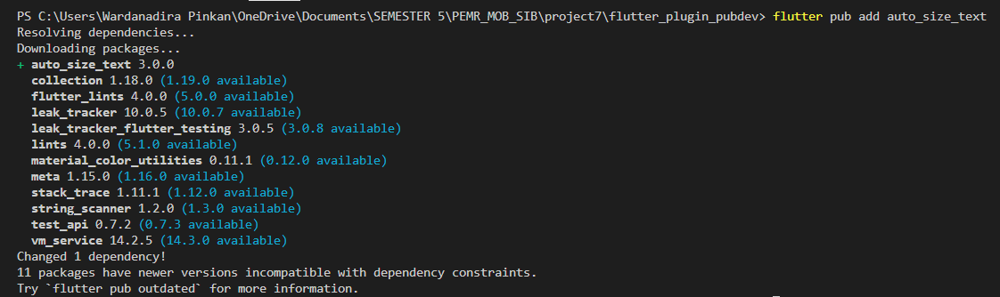 PS C:\Users\Wardanadira Pinkan\OneDrive\Documents\SEMESTER 5\PEMR_MOB_SIB\project7\flutter_plugin_pubdev> flutter pub add auto_size_text
Resolving dependencies...
Downloading packages...
+ auto_size_text 3.0.0
  collection 1.18.0 (1.19.0 available)
  flutter_lints 4.0.0 (5.0.0 available)
  leak_tracker 10.0.5 (10.0.7 available)
  leak_tracker_flutter_testing 3.0.5 (3.0.8 available)
  lints 4.0.0 (5.1.0 available)
  material_color_utilities 0.11.1 (0.12.0 available)
  meta 1.15.0 (1.16.0 available)
  stack_trace 1.11.1 (1.12.0 available)
  string_scanner 1.2.0 (1.3.0 available)
  test_api 0.7.2 (0.7.3 available)
  vm_service 14.2.5 (14.3.0 available)
Changed 1 dependency!
11 packages have newer versions incompatible with dependency constraints.
Try `flutter pub outdated` for more information.